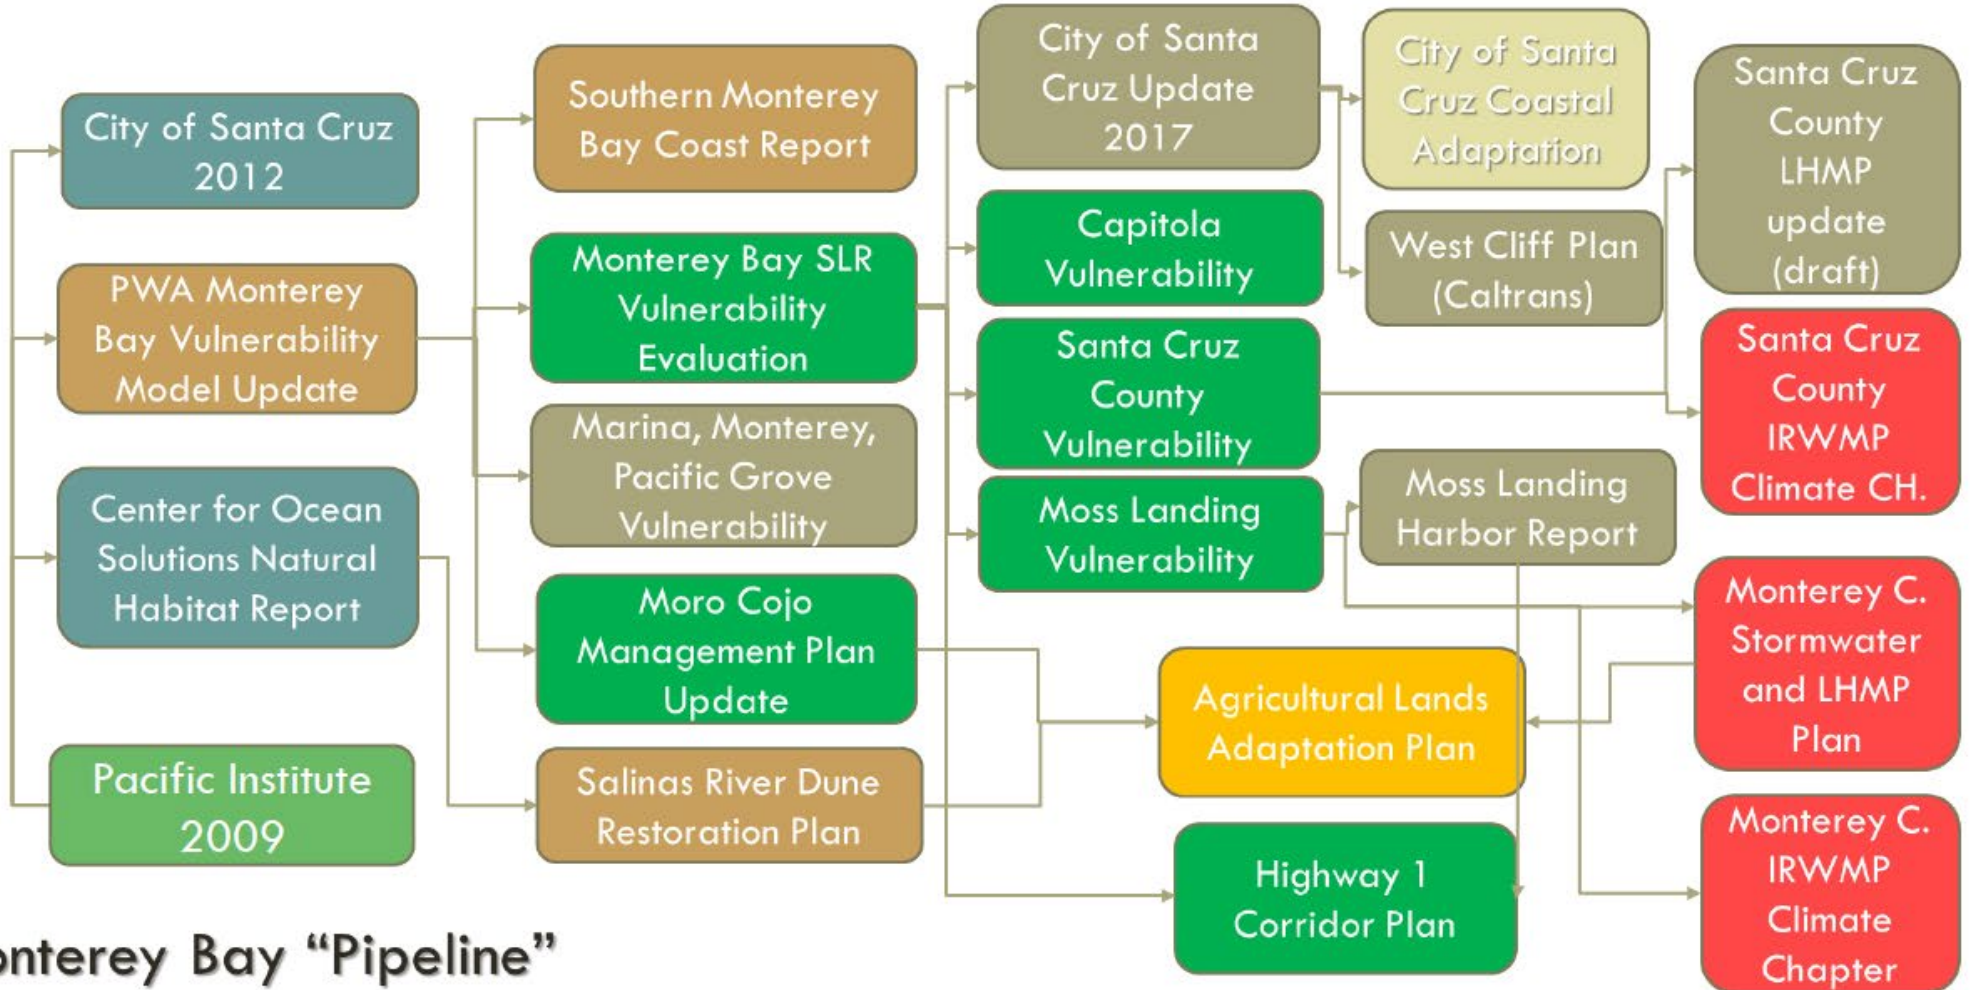 City of Santa Cruz
2012
PWA Monterey
Bay Vulnerability
Model Update
Center for Ocean
Solutions Natural
Habitat Report
Pacific Institute
2009
Southern Monterey
Bay Coast Report
Monterey Bay SLR
Vulnerability
Evaluation
Marina, Monterey,
Pacific Grove
Vulnerability
Moro Cojo
Management Plan
Update
Salinas River Dune
Restoration Plan
City of Santa
Cruz Update
2017
Capitola
Vulnerability
Santa Cruz
County
Vulnerability
Moss Landing
Vulnerability
City of Santa
Cruz Coastal
Adaptation
West Cliff Plan
(Caltrans)
Moss Landing
Harbor Report
Agricultural Lands
Adaptation Plan
Highway 1
Corridor Plan
Santa Cruz
County
LHMP
update
(draft)
Santa Cruz
County
IRWMP
Climate CH.
Monterey C.
Stormwater
and LHMP
Plan
Monterey C.
IRWMP
Climate
Chapter
onterey Bay “Pipeline”